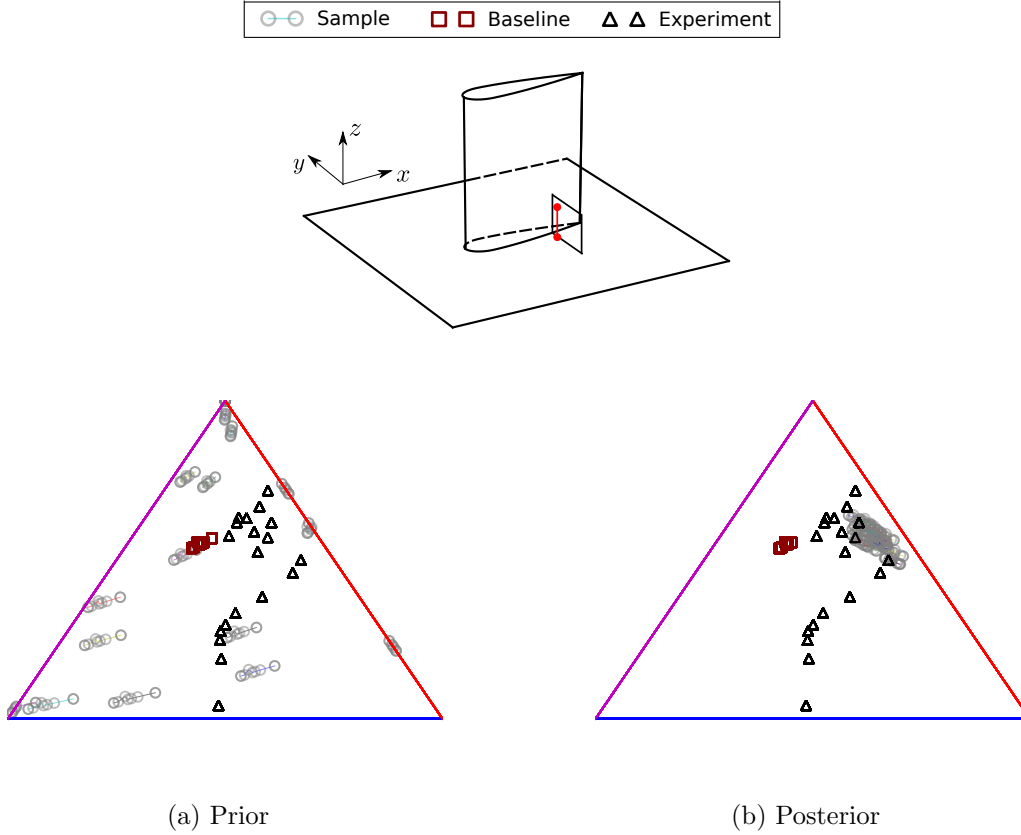 Sample Baseline Experiment
z
y
x
(a) Prior
(b) Posterior